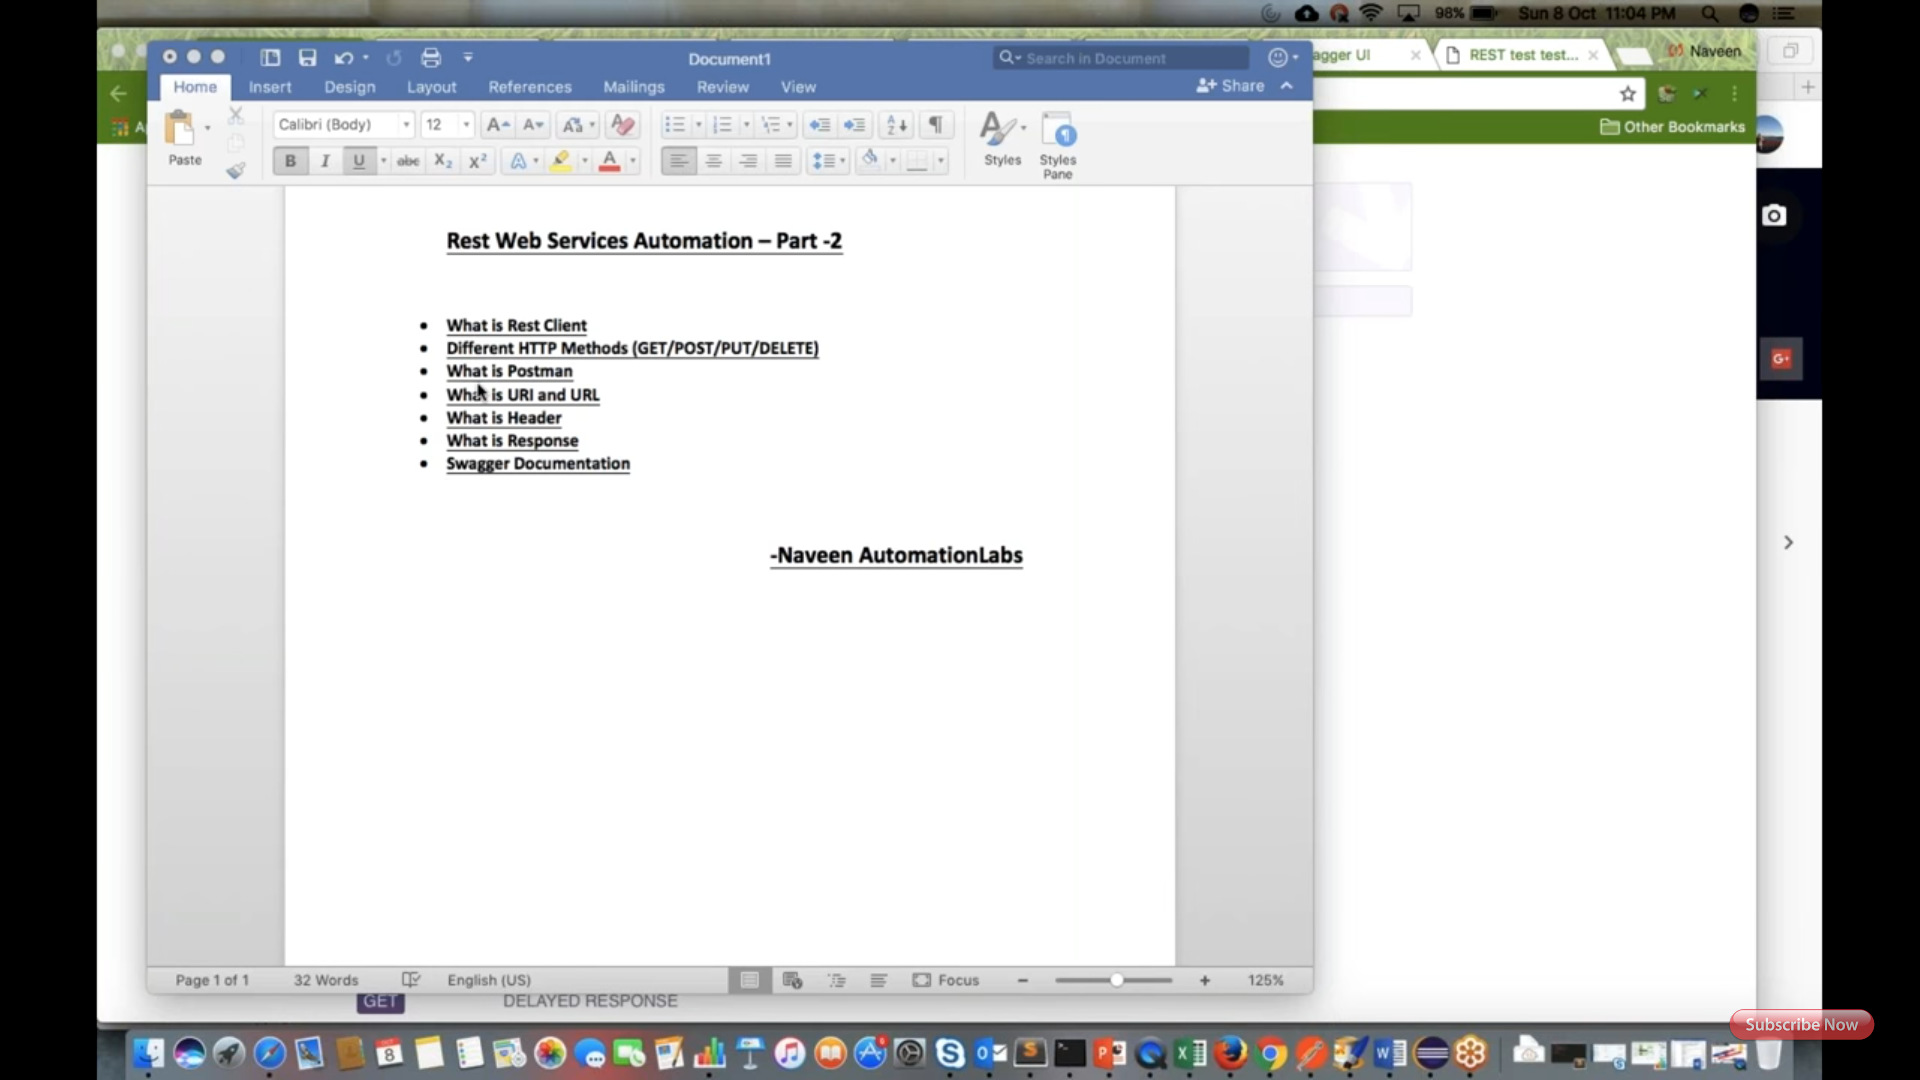 98% Sun 8 Oct 11:04 PM
Document1
Search in Document
agger UI
REST test test...
Naveen
Home Insert Design Layout References Mailings Review View
Share
Paste
Calibri (Body) 12
Styles
Styles Pane
Other Bookmarks
Rest Web Services Automation – Part -2
• What is Rest Client
• Different HTTP Methods (GET/POST/PUT/DELETE)
• What is Postman
• What is URI and URL
• What is Header
• What is Response
• Swagger Documentation
-Naveen AutomationLabs
Page 1 of 1 32 Words English (US) Focus 125%
GET DELAYED RESPONSE
Subscribe Now